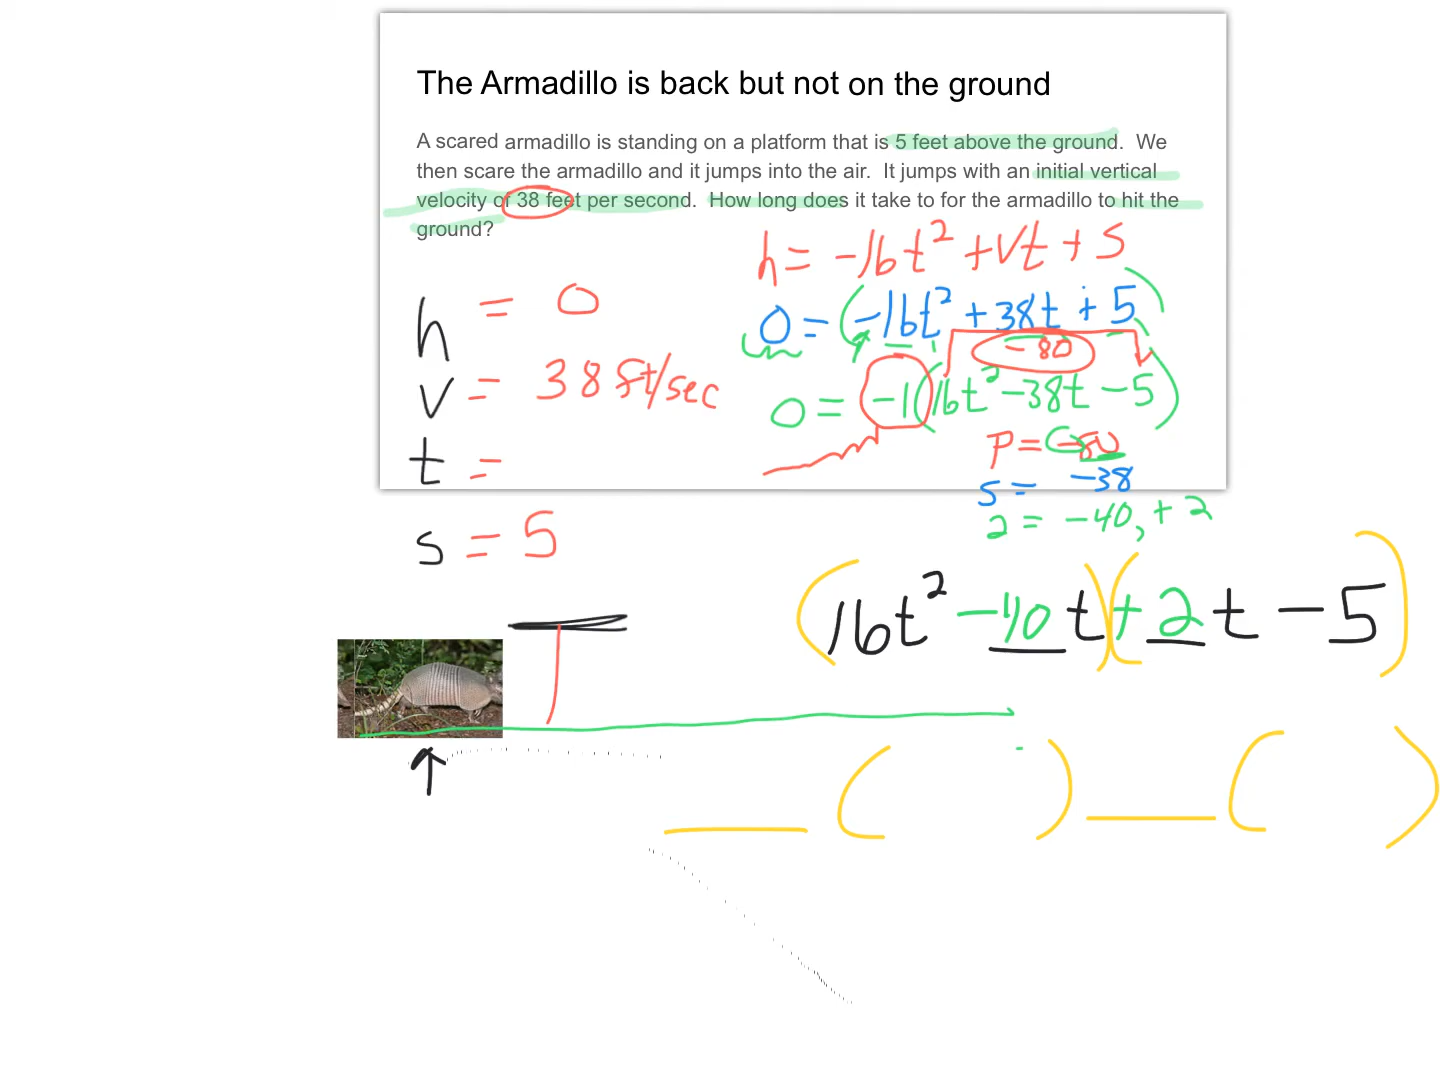 The Armadillo is back but not on the ground
A scared armadillo is standing on a platform that is 5 feet above the ground. We
then scare the armadillo and it jumps into the air. It jumps with an initial vertical
velocity of 38 feet per second. How long does it take to for the armadillo to hit the
ground?
h = -16t² + vt + s
h = 0
0 = (-16t² + 38t + 5)
-80
v = 38 ft/sec
0 = -1(16t² - 38t - 5)
p = -80
t =
s = -38
2 = -40, +2
s = 5
(16t² - 40t)(+ 2t - 5)
___( )___( )